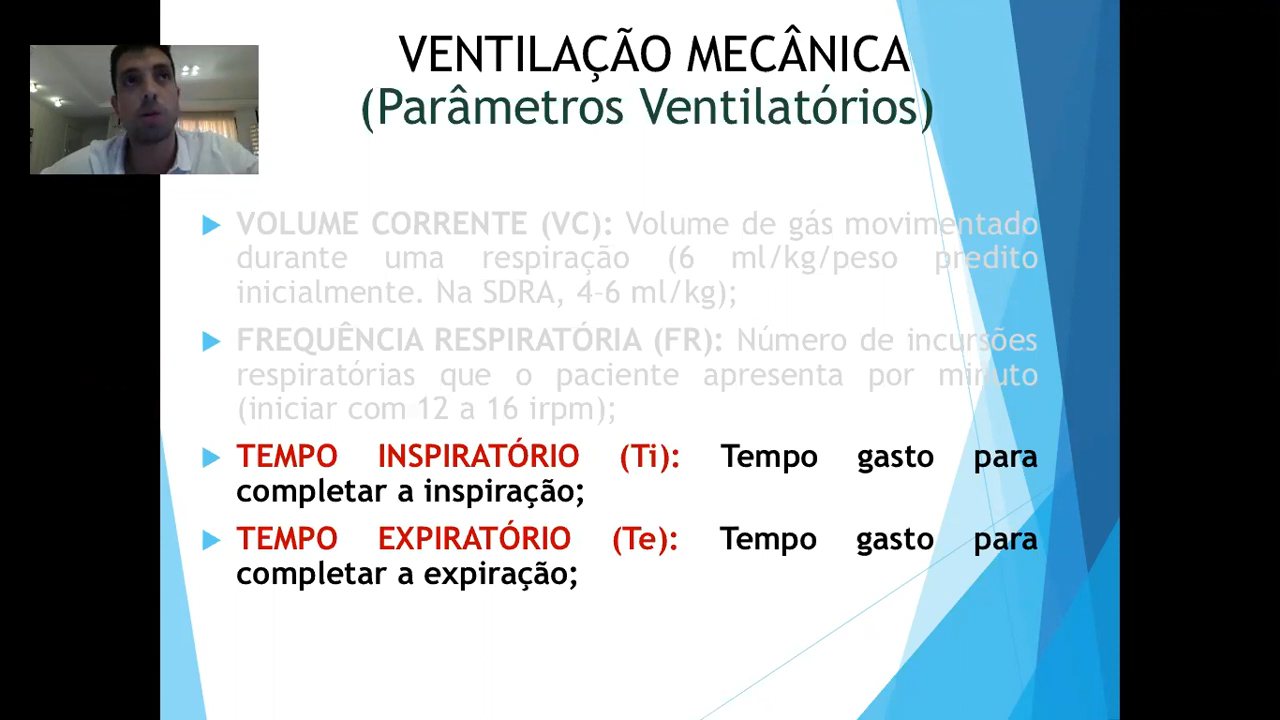 VENTILAÇÃO MECÂNICA
(Parâmetros Ventilatórios)
VOLUME CORRENTE (VC): Volume de gás movimentado
durante uma respiração (6 ml/kg/peso predito
inicialmente. Na SDRA, 4-6 ml/kg);
FREQUÊNCIA RESPIRATÓRIA (FR): Número de incursões
respiratórias que o paciente apresenta por minuto
(iniciar com 12 a 16 irpm);
TEMPO INSPIRATÓRIO (Ti): Tempo gasto para
completar a inspiração;
TEMPO EXPIRATÓRIO (Te): Tempo gasto para
completar a expiração;